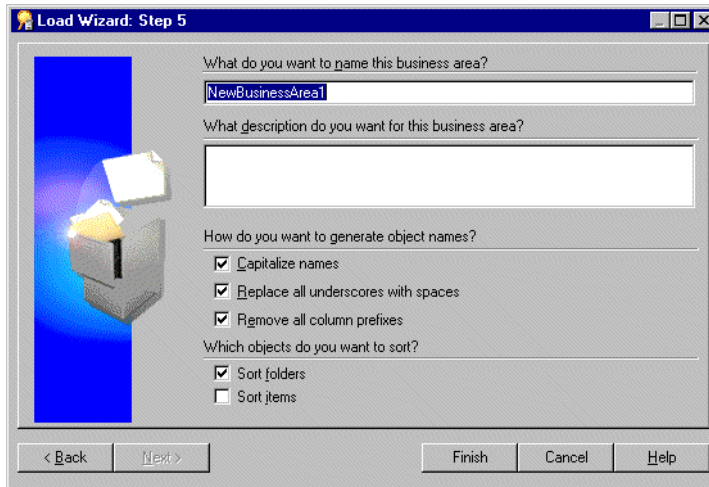 Load Wizard: Step 5
What do you want to name this business area?
NewBusinessArea1
What description do you want for this business area?
How do you want to generate object names?
Capitalize names
Replace all underscores with spaces
Remove all column prefixes
Which objects do you want to sort?
Sort folders
Sort items
< Back Next > Finish Cancel Help